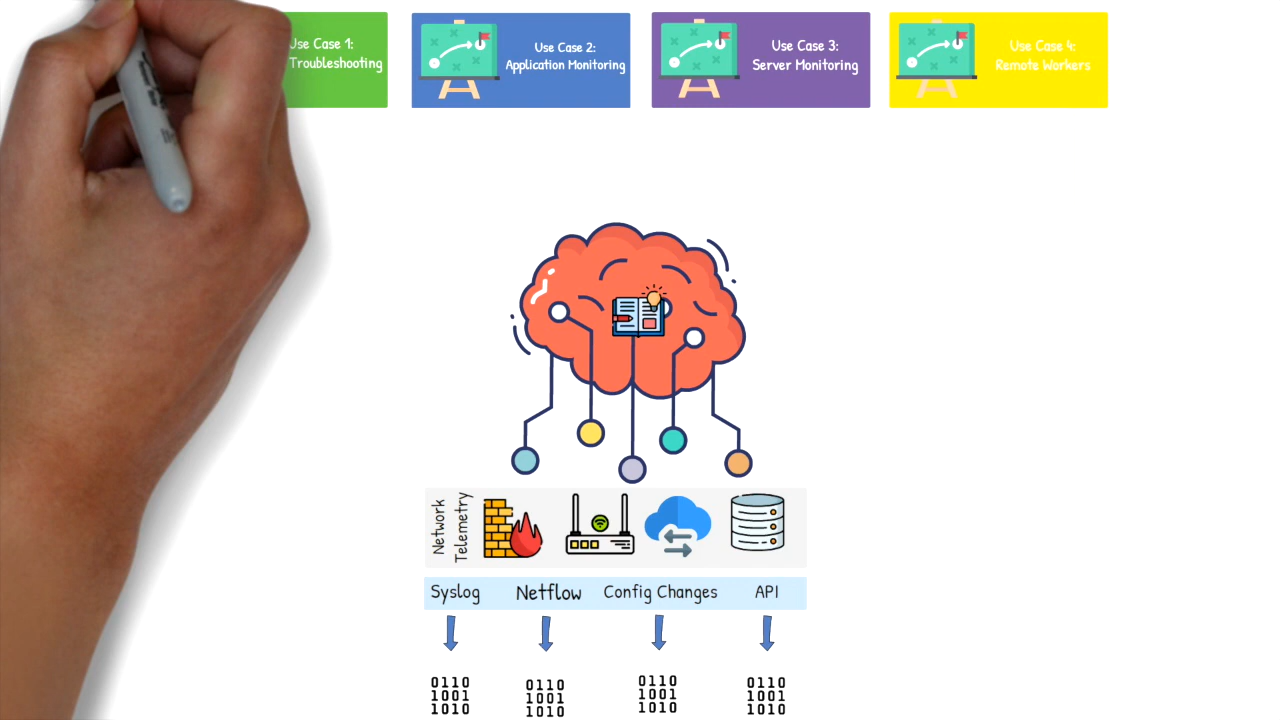 Use Case 1:
Troubleshooting
Use Case 2:
Application Monitoring
Use Case 3:
Server Monitoring
Use Case 4:
Remote Workers
Network
Telemetry
Syslog
Netflow
Config Changes
API
0110
1001
1010
0110
1001
1010
0110
1001
1010
0110
1001
1010